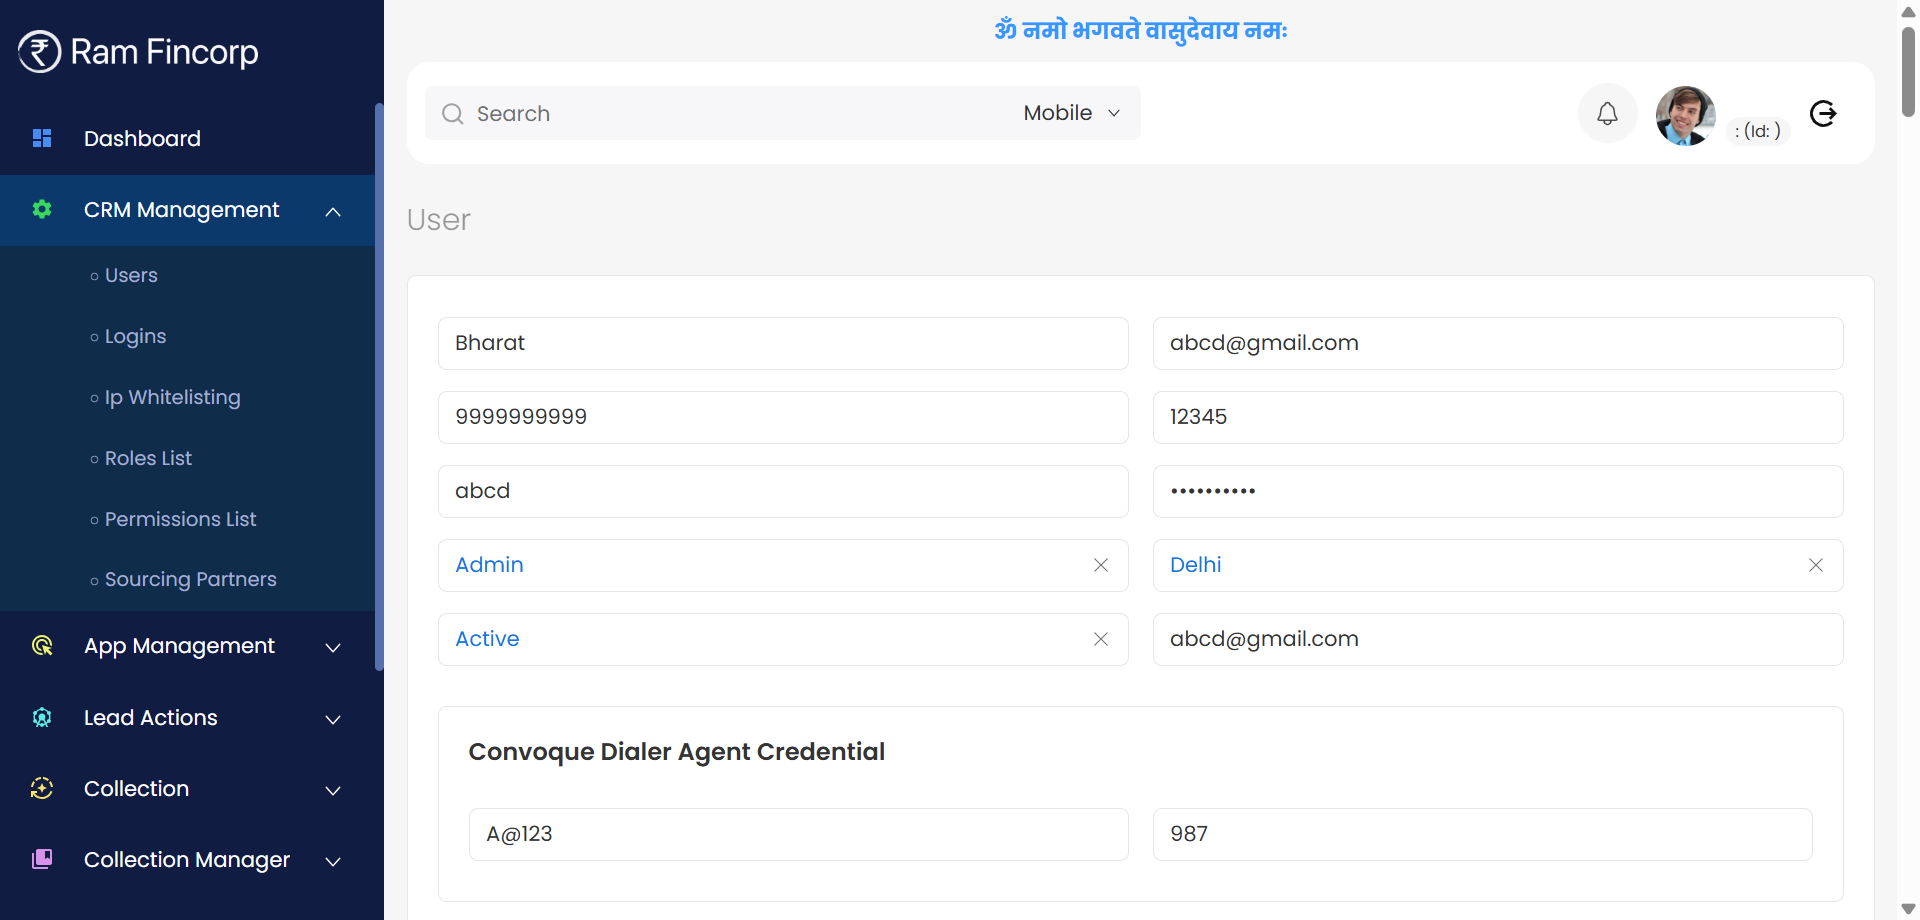 Ram Fincorp
Dashboard
CRM Management
Users
Logins
Ip Whitelisting
Roles List
Permissions List
Sourcing Partners
App Management
Lead Actions
Collection
Collection Manager
ॐ नमो भगवते वासुदेवाय नमः
Search
Mobile
: (Id: )
User
Bharat
abcd@gmail.com
9999999999
12345
abcd
••••••••••
Admin
Delhi
Active
abcd@gmail.com
Convoque Dialer Agent Credential
A@123
987